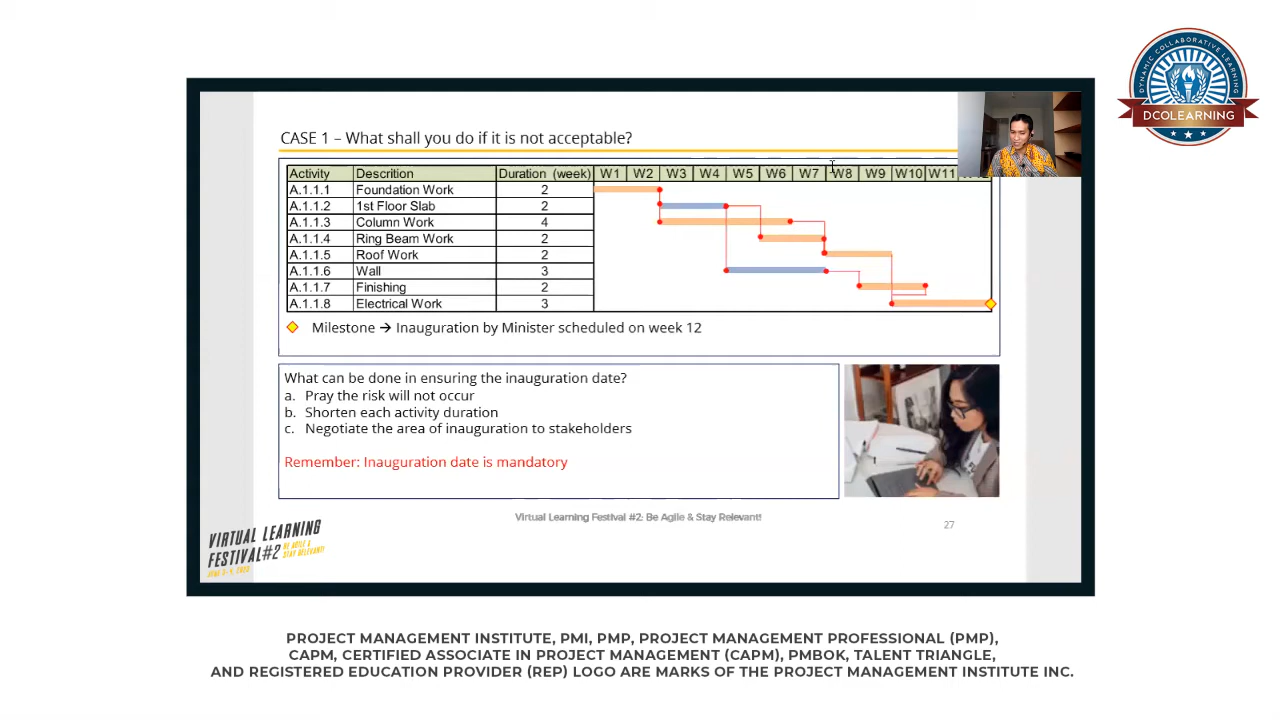 DYNAMIC COLLABORATIVE LEARNING
DCOLEARNING
CASE 1 – What shall you do if it is not acceptable?
Activity Descrition Duration (week) W1 W2 W3 W4 W5 W6 W7 W8 W9 W10 W11
A.1.1.1 Foundation Work 2
A.1.1.2 1st Floor Slab 2
A.1.1.3 Column Work 4
A.1.1.4 Ring Beam Work 2
A.1.1.5 Roof Work 2
A.1.1.6 Wall 3
A.1.1.7 Finishing 2
A.1.1.8 Electrical Work 3
Milestone → Inauguration by Minister scheduled on week 12
What can be done in ensuring the inauguration date?
a. Pray the risk will not occur
b. Shorten each activity duration
c. Negotiate the area of inauguration to stakeholders
Remember: Inauguration date is mandatory
Virtual Learning Festival #2: Be Agile & Stay Relevant!
27
VIRTUAL LEARNING
FESTIVAL#2 BE AGILE &
STAY RELEVANT!
PROJECT MANAGEMENT INSTITUTE, PMI, PMP, PROJECT MANAGEMENT PROFESSIONAL (PMP),
CAPM, CERTIFIED ASSOCIATE IN PROJECT MANAGEMENT (CAPM), PMBOK, TALENT TRIANGLE,
AND REGISTERED EDUCATION PROVIDER (REP) LOGO ARE MARKS OF THE PROJECT MANAGEMENT INSTITUTE INC.